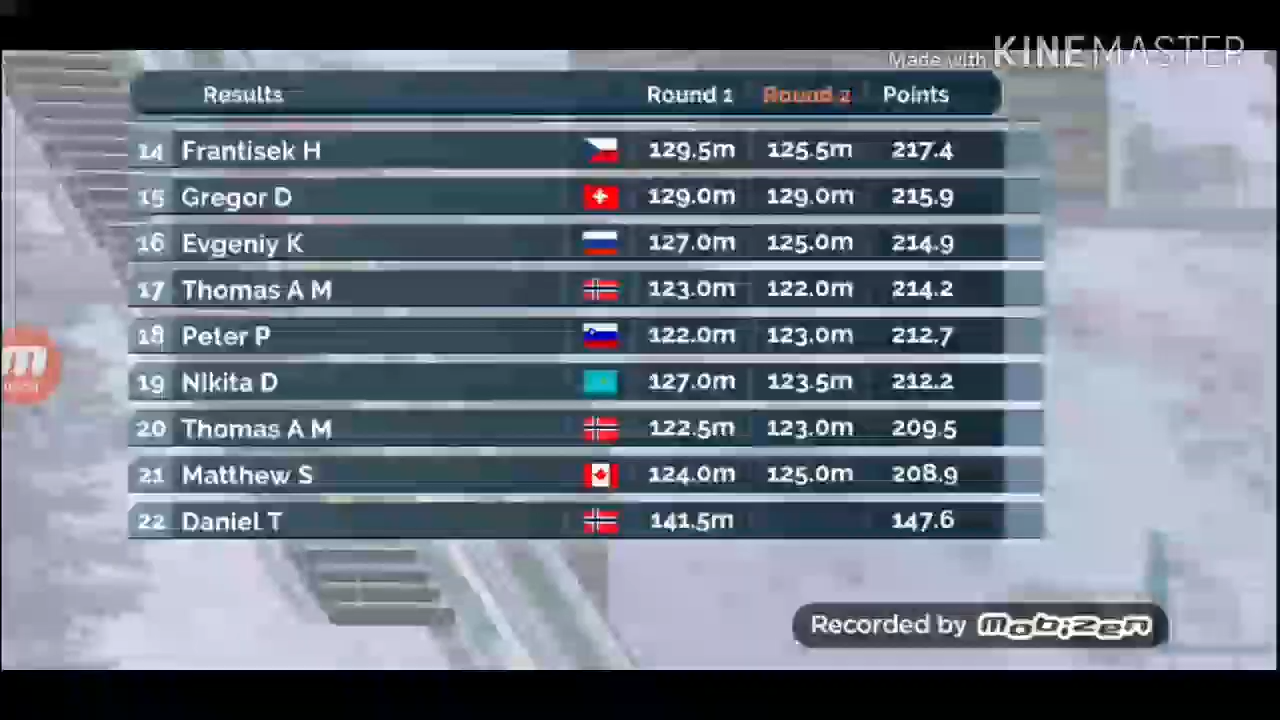 Made with KINEMASTER
Results Round 1 Round 2 Points
14 Frantisek H 129.5m 125.5m 217.4
15 Gregor D 129.0m 129.0m 215.9
16 Evgeniy K 127.0m 125.0m 214.9
17 Thomas A M 123.0m 122.0m 214.2
18 Peter P 122.0m 123.0m 212.7
19 Nikita D 127.0m 123.5m 212.2
20 Thomas A M 122.5m 123.0m 209.5
21 Matthew S 124.0m 125.0m 208.9
22 Daniel T 141.5m 147.6
Recorded by mobizen